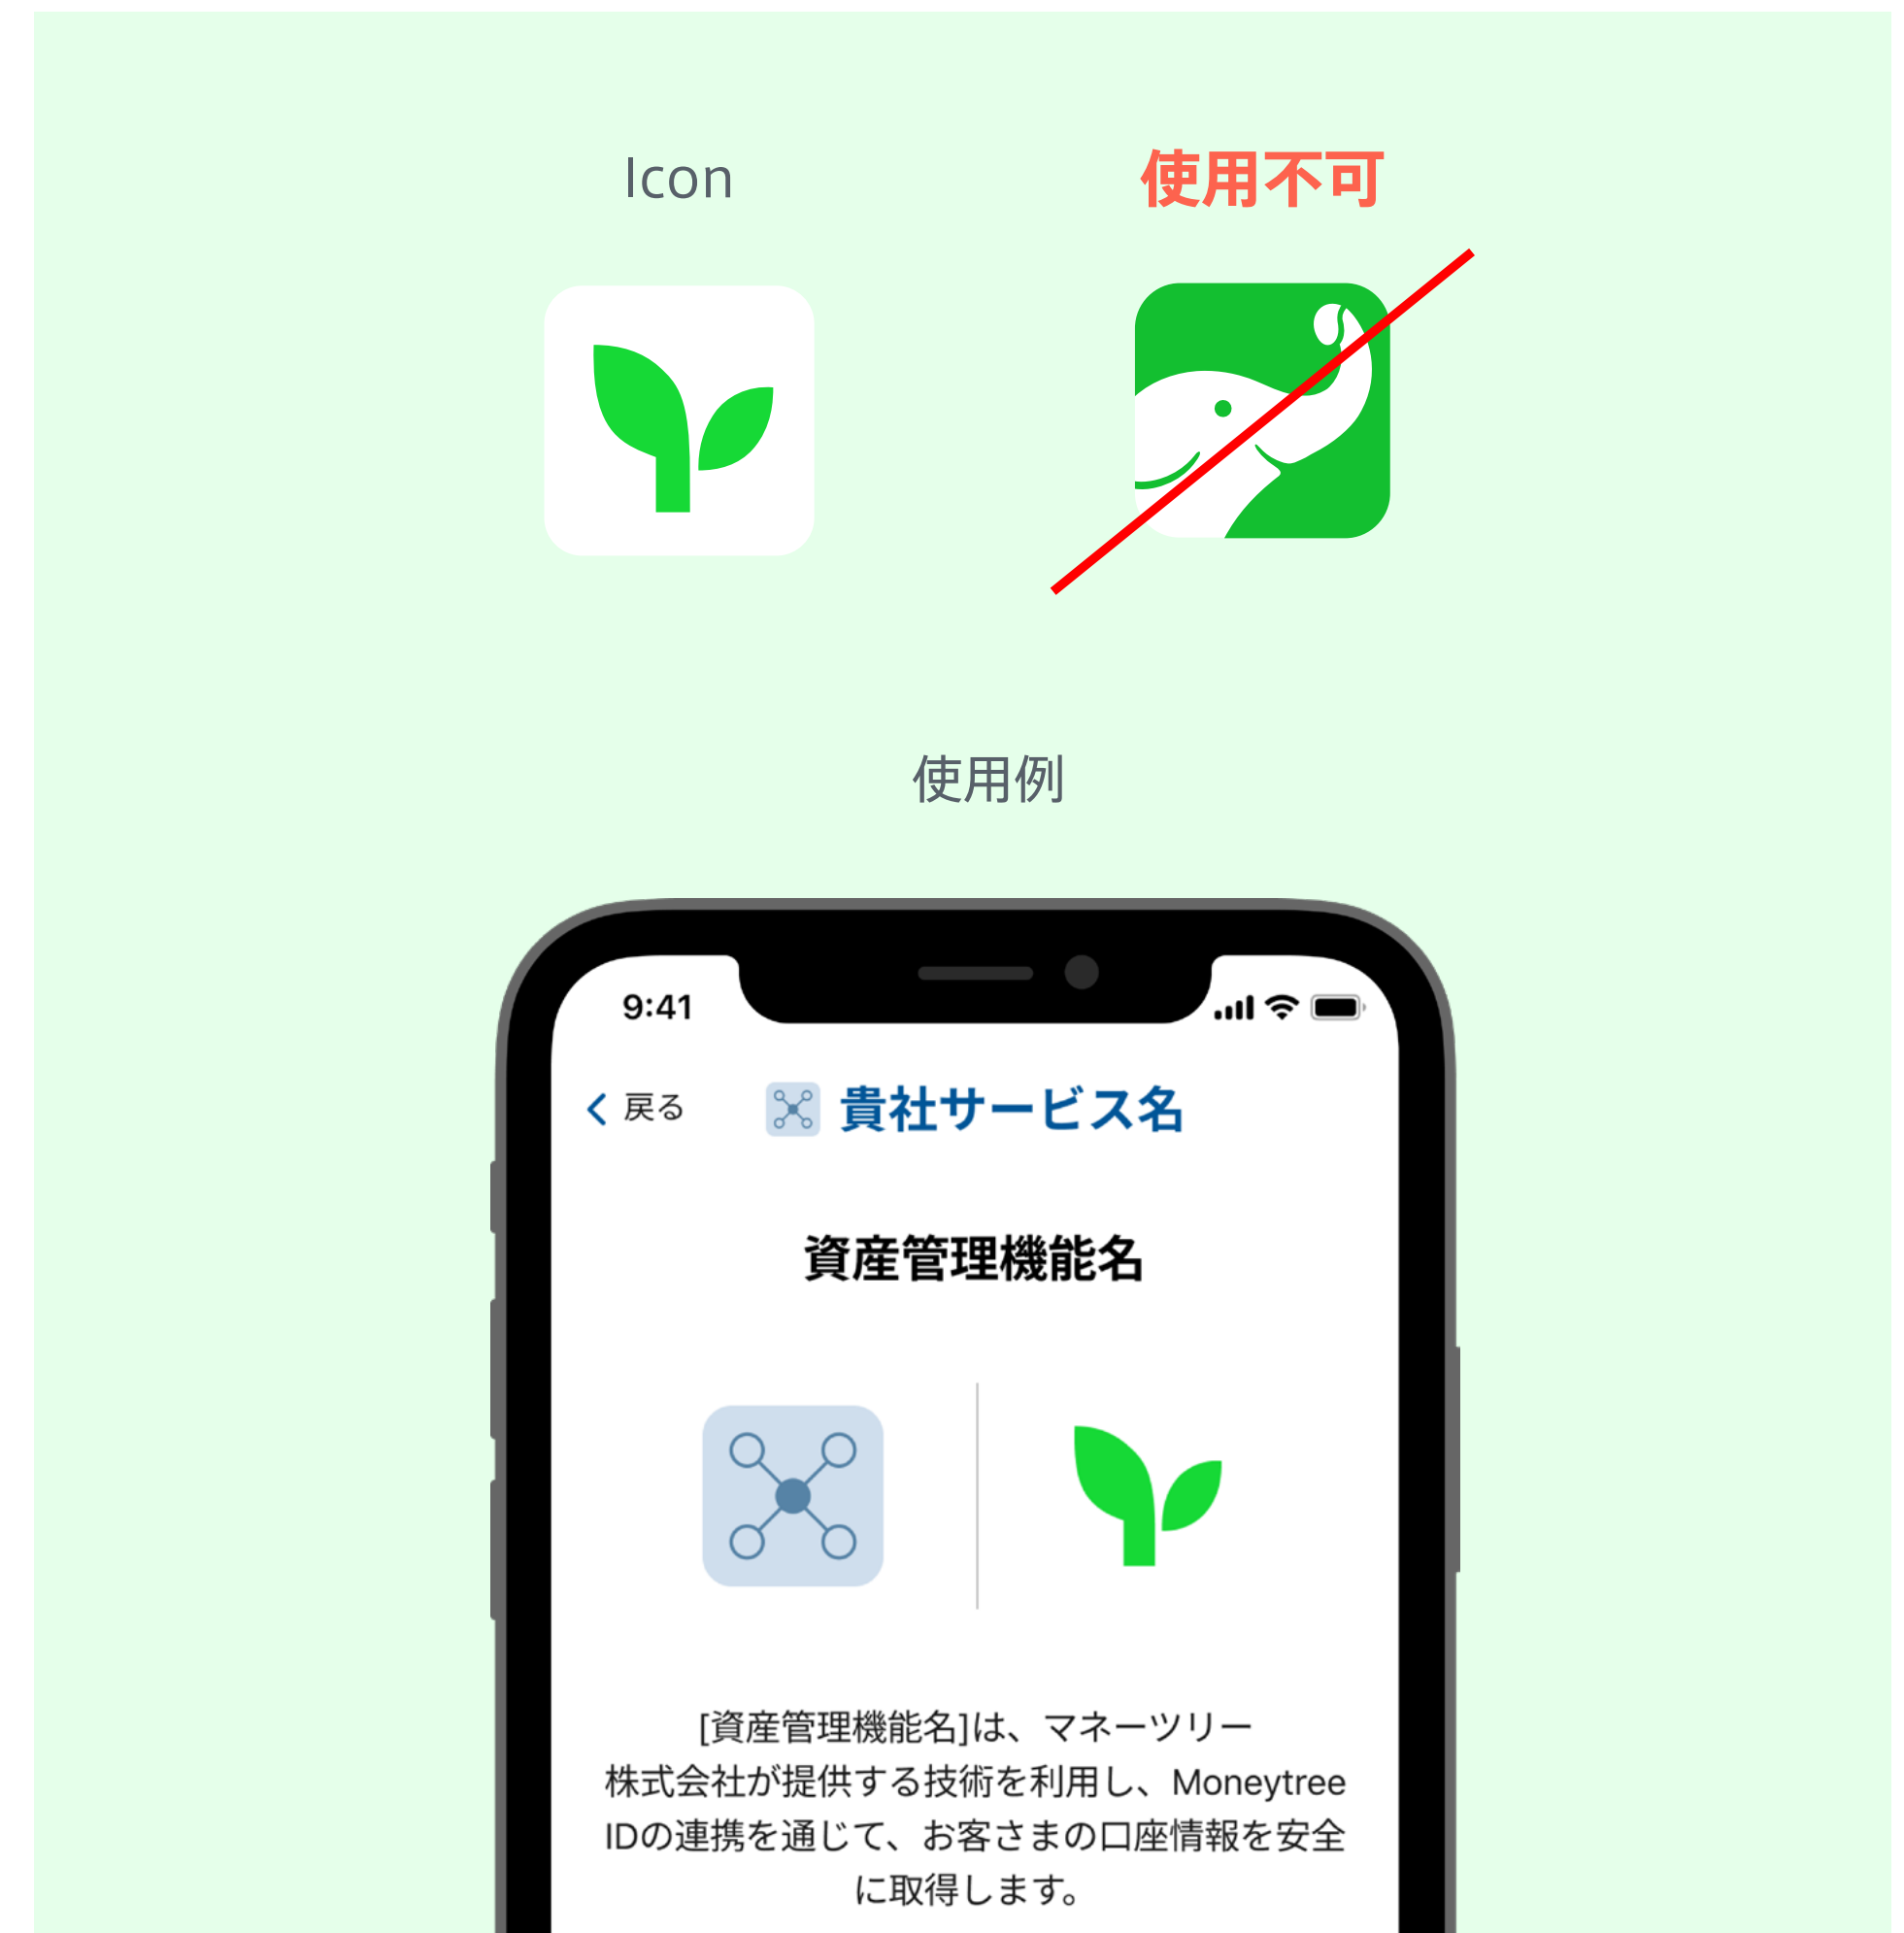 Icon
使用不可
使用例
9:41
戻る
貴社サービス名
資産管理機能名
[資産管理機能名]は、マネーツリー
株式会社が提供する技術を利用し、Moneytree
IDの連携を通じて、お客さまの口座情報を安全
に取得します。